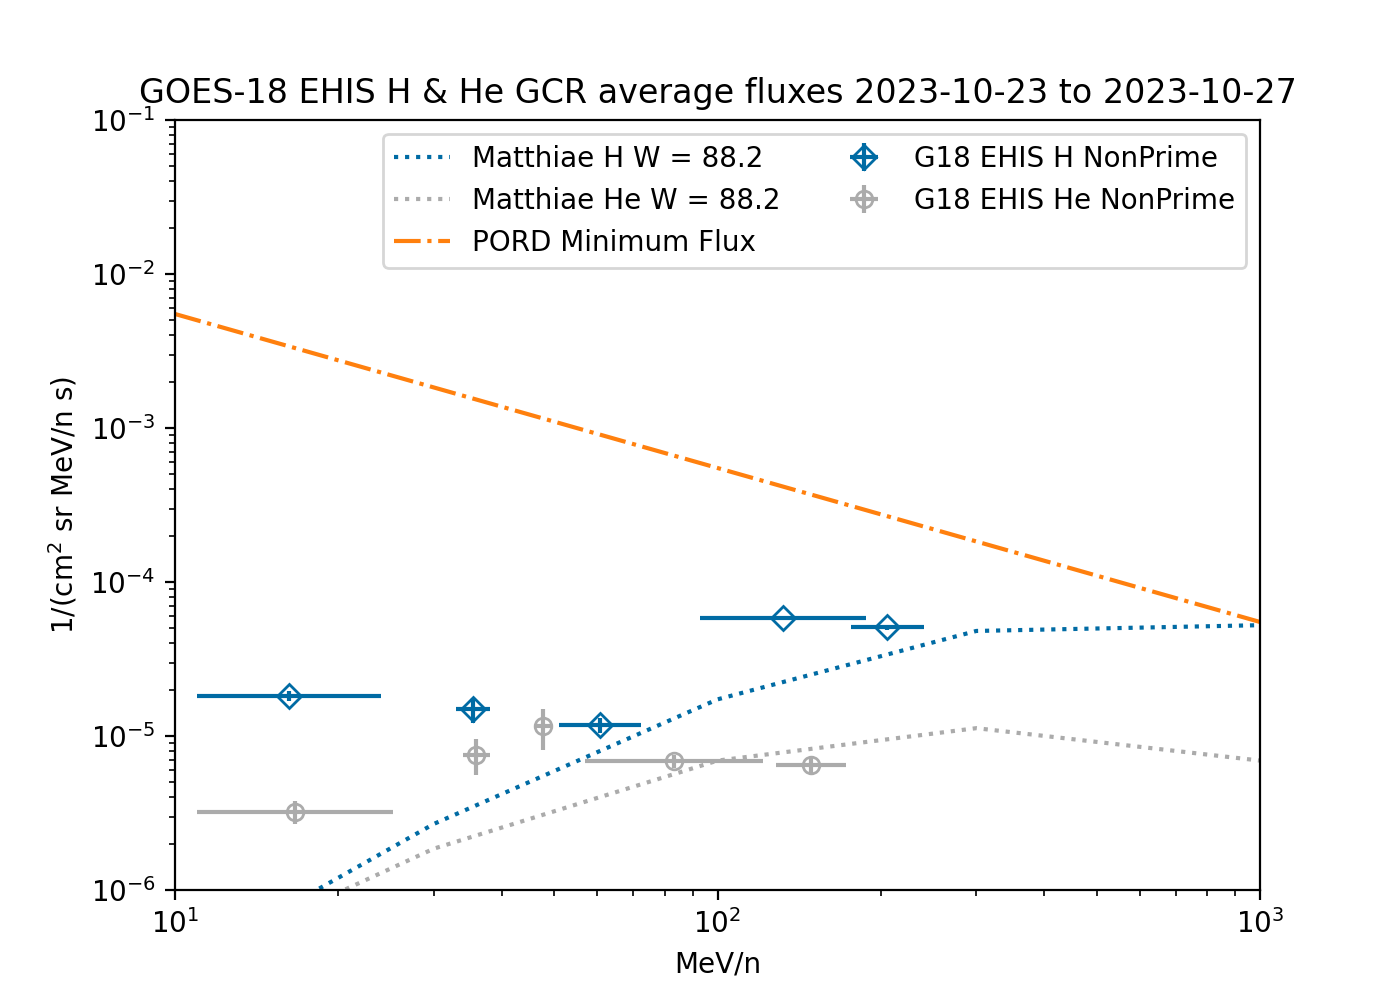 GOES-18 EHIS H & He GCR average fluxes 2023-10-23 to 2023-10-27
10⁻¹
Matthiae H W = 88.2
G18 EHIS H NonPrime
Matthiae He W = 88.2
G18 EHIS He NonPrime
PORD Minimum Flux
10⁻²
10⁻³
1/(cm² sr MeV/n s)
10⁻⁴
10⁻⁵
10⁻⁶
10¹ 10² 10³
MeV/n